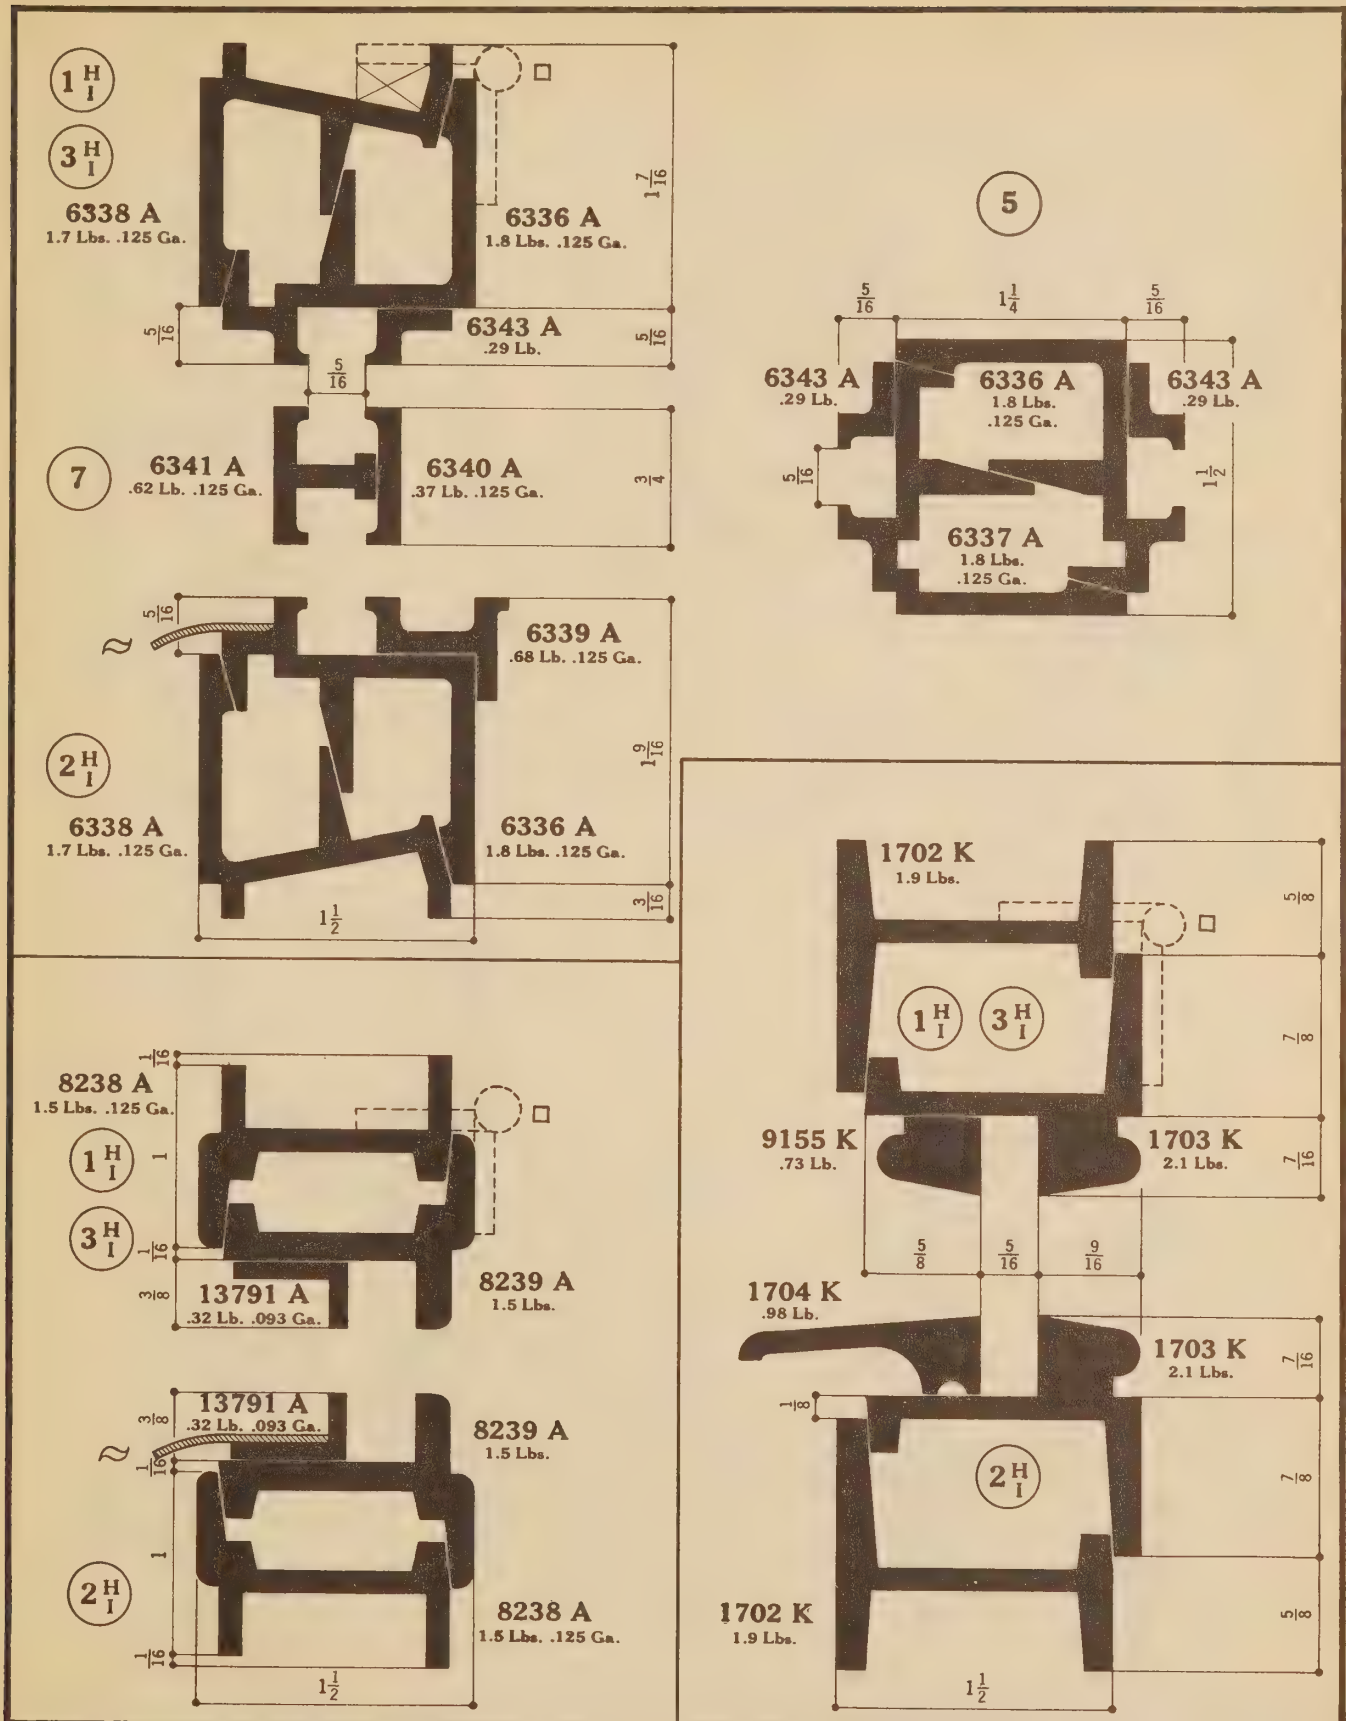 1 H I
3 H I
6338 A
1.7 Lbs. .125 Ga.
6336 A
1.8 Lbs. .125 Ga.
1 7/16
5/16
6343 A
.29 Lb.
5/16
5/16
7
6341 A
.62 Lb. .125 Ga.
6340 A
.37 Lb. .125 Ga.
3/4
5/16
≈
6339 A
.68 Lb. .125 Ga.
2 H I
1 9/16
6338 A
1.7 Lbs. .125 Ga.
6336 A
1.8 Lbs. .125 Ga.
3/16
1 1/2
5
5/16
1 1/4
5/16
6343 A
.29 Lb.
6336 A
1.8 Lbs.
.125 Ga.
6343 A
.29 Lb.
5/16
1 1/2
6337 A
1.8 Lbs.
.125 Ga.
1/16
8238 A
1.5 Lbs. .125 Ga.
1 H I
1
3 H I
1/16
3/8
13791 A
.32 Lb. .093 Ga.
8239 A
1.5 Lbs.
3/8
13791 A
.32 Lb. .093 Ga.
≈
1/16
8239 A
1.5 Lbs.
1
2 H I
8238 A
1.5 Lbs. .125 Ga.
1/16
1 1/2
1702 K
1.9 Lbs.
5/8
1 H I 3 H I
7/8
9155 K
.73 Lb.
1703 K
2.1 Lbs.
7/16
5/8
5/16
9/16
1704 K
.98 Lb.
1703 K
2.1 Lbs.
7/16
1/8
2 H I
7/8
1702 K
1.9 Lbs.
5/8
1 1/2